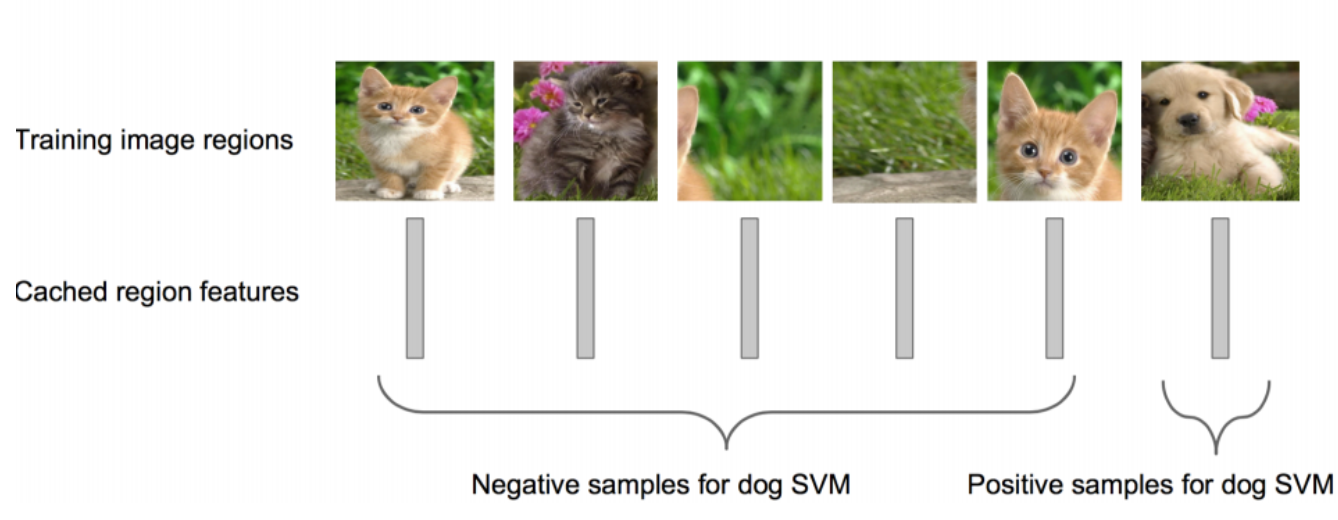 Training image regions
Cached region features
Negative samples for dog SVM
Positive samples for dog SVM